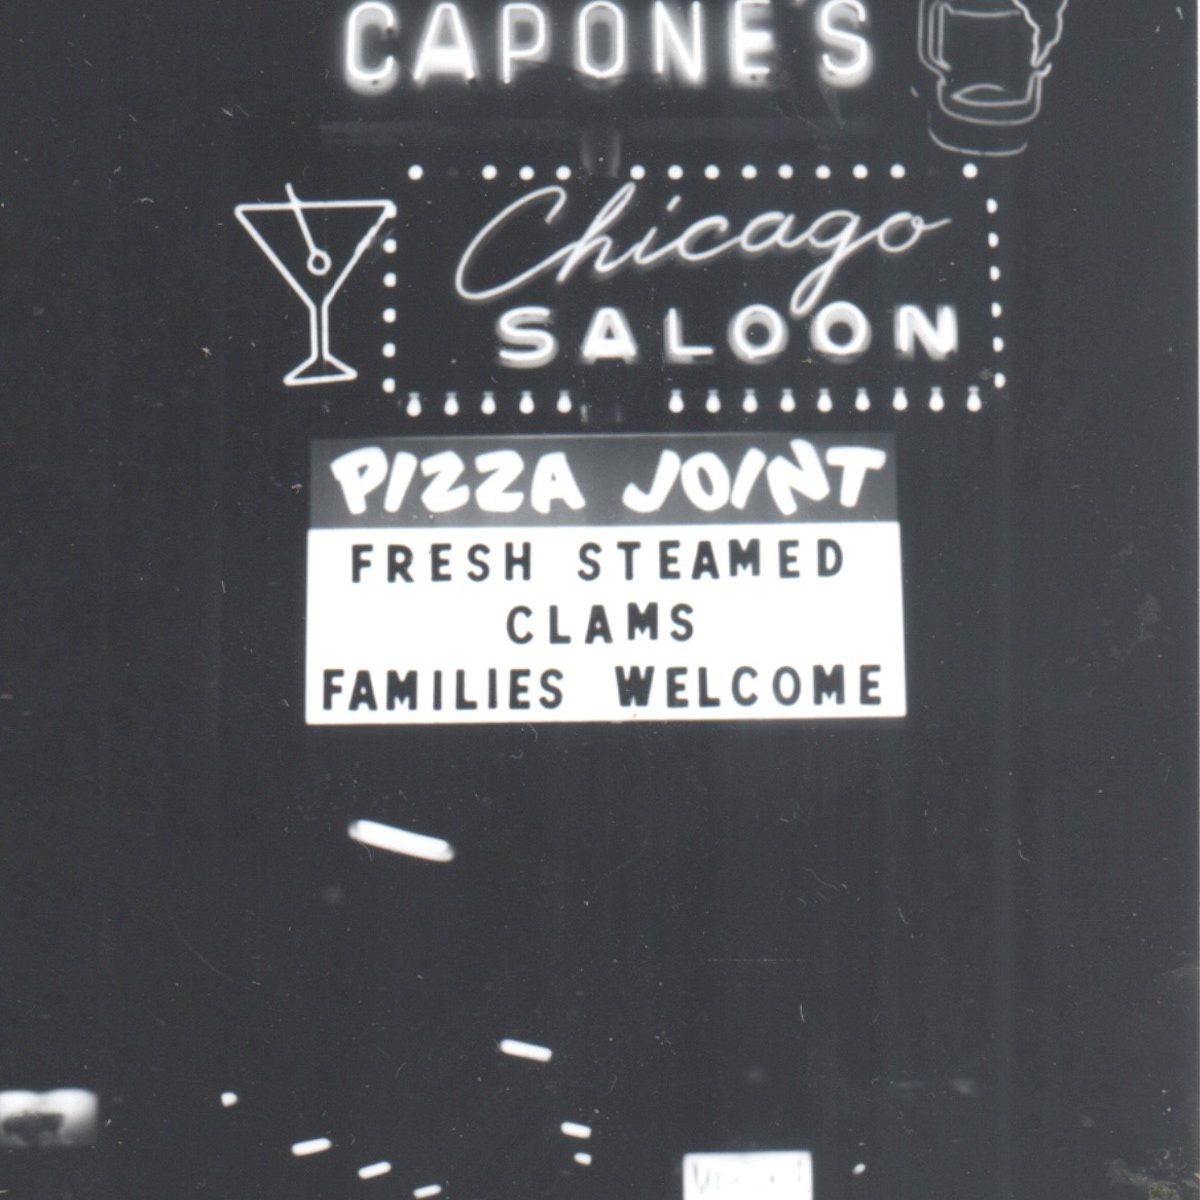 CAPONE'S
Chicago
SALOON
PIZZA JOINT
FRESH STEAMED
CLAMS
FAMILIES WELCOME